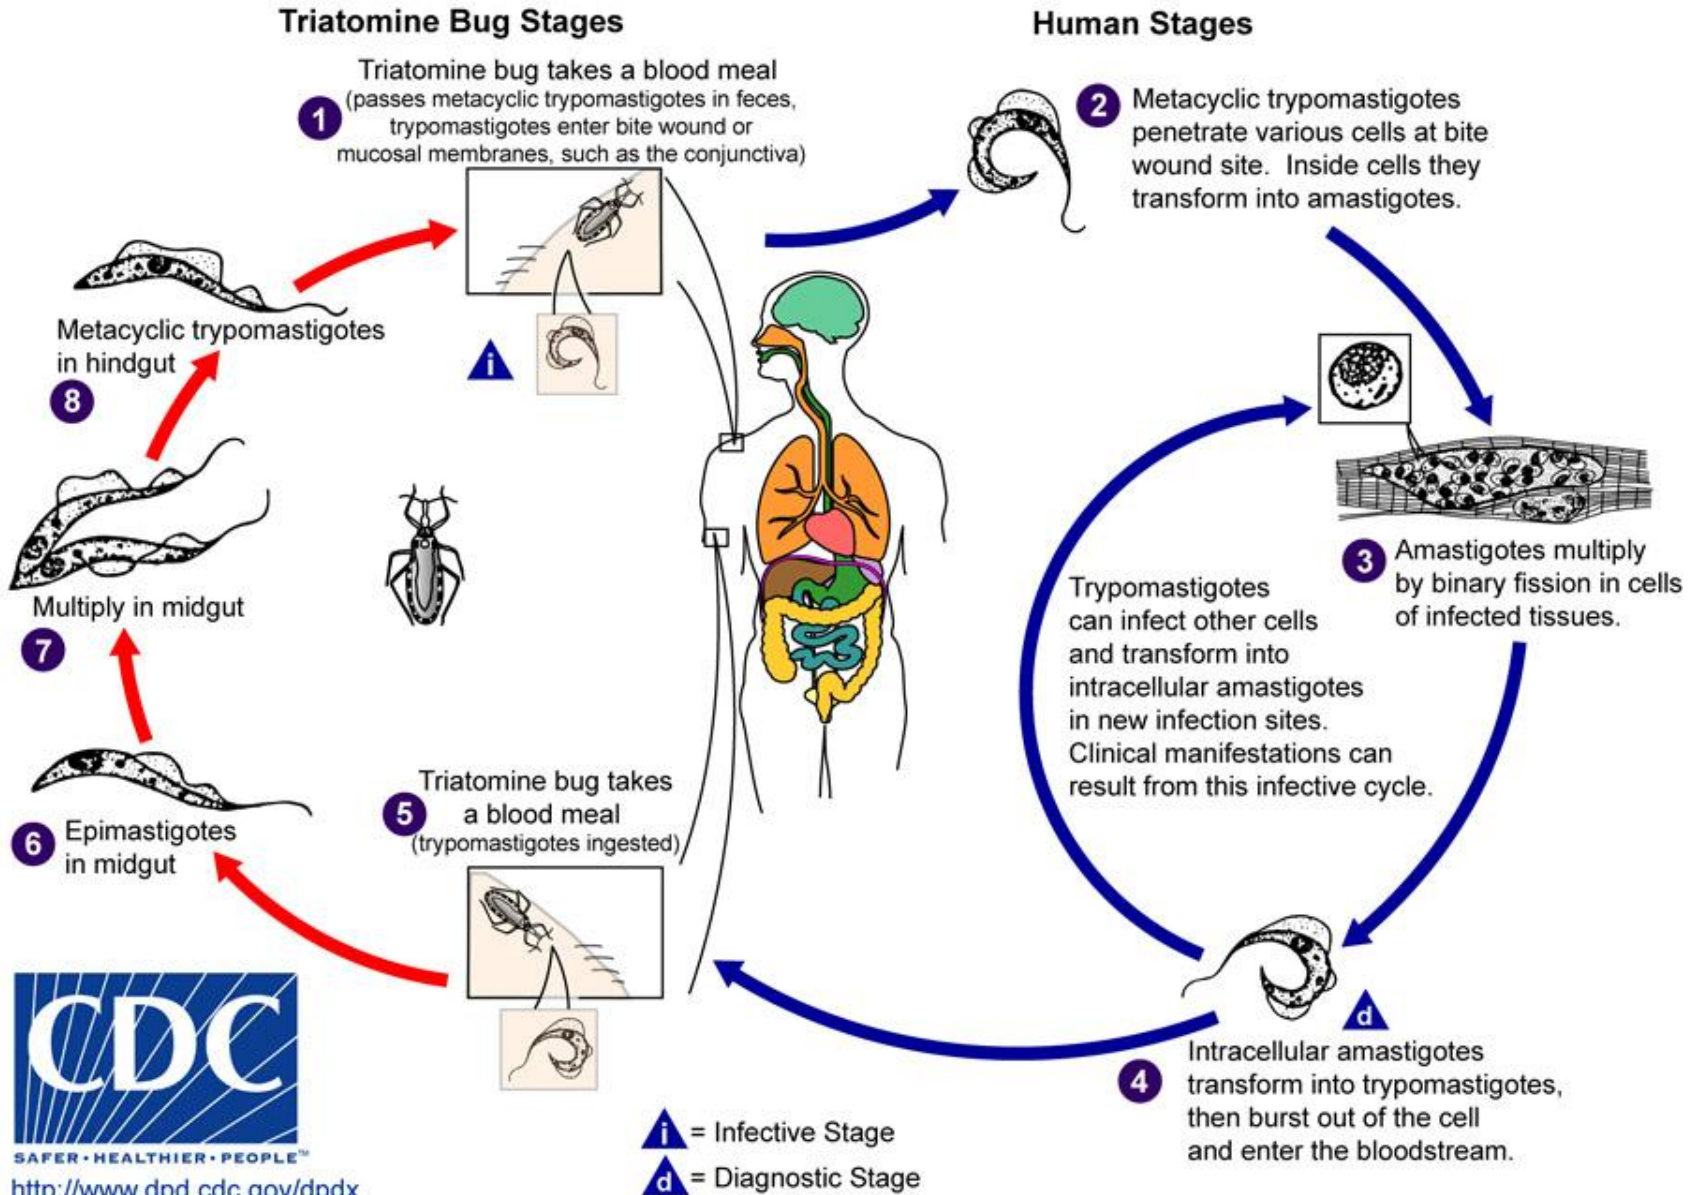 Triatomine Bug Stages
Human Stages
Triatomine bug takes a blood meal
1
(passes metacyclic trypomastigotes in feces,
trypomastigotes enter bite wound or
mucosal membranes, such as the conjunctiva)
i
2
Metacyclic trypomastigotes
penetrate various cells at bite
wound site. Inside cells they
transform into amastigotes.
3
Amastigotes multiply
by binary fission in cells
of infected tissues.
Trypomastigotes
can infect other cells
and transform into
intracellular amastigotes
in new infection sites.
Clinical manifestations can
result from this infective cycle.
d
4
Intracellular amastigotes
transform into trypomastigotes,
then burst out of the cell
and enter the bloodstream.
5
Triatomine bug takes
a blood meal
(trypomastigotes ingested)
6
Epimastigotes
in midgut
Multiply in midgut
7
Metacyclic trypomastigotes
in hindgut
8
CDC
SAFER•HEALTHIER•PEOPLE™
http://www.dpd.cdc.gov/dpdx
i = Infective Stage
d = Diagnostic Stage